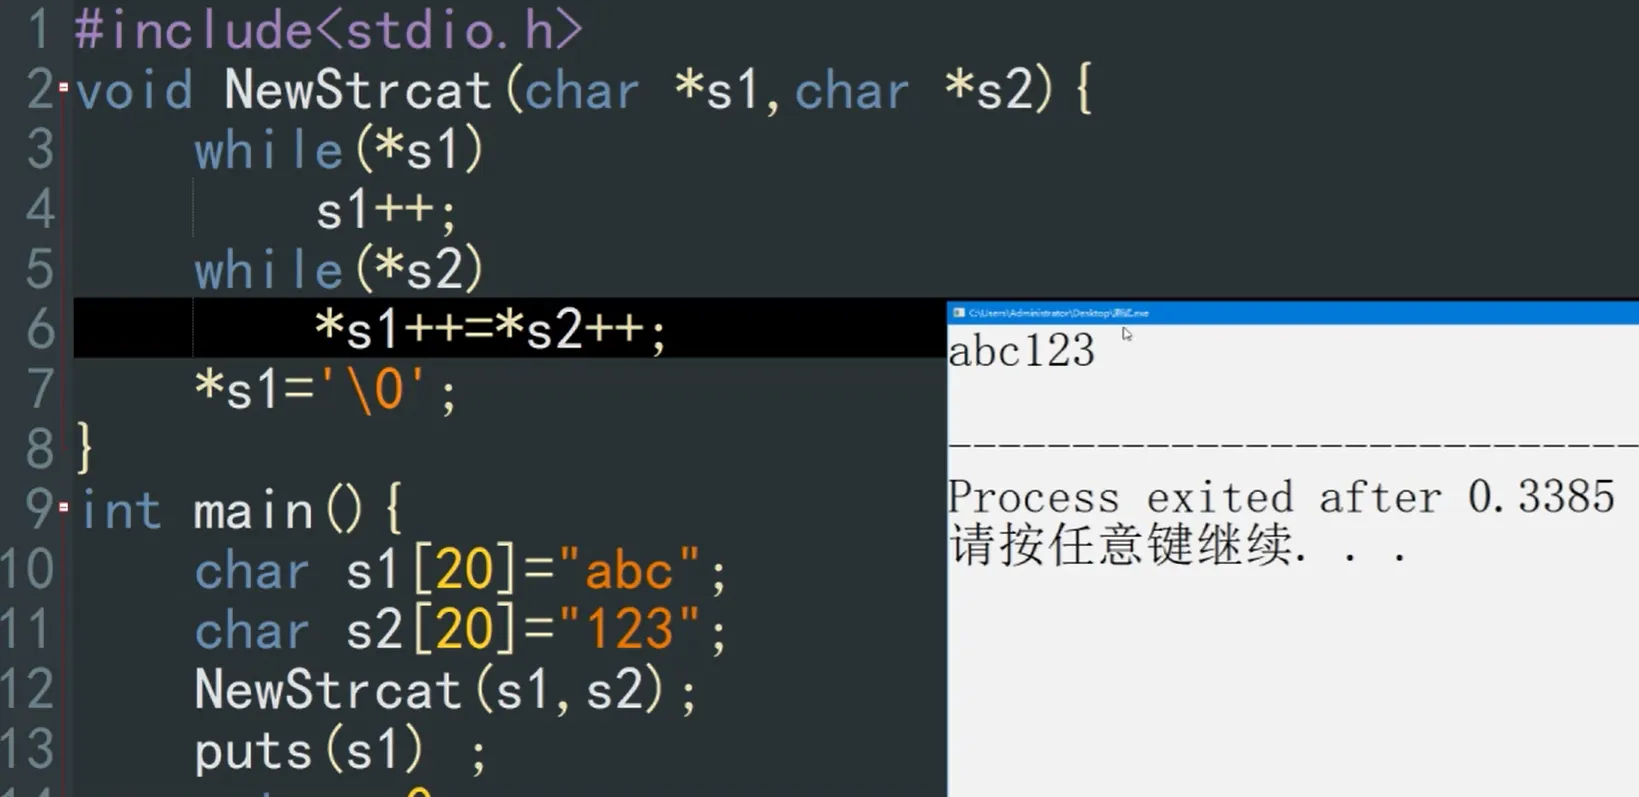 1 #include<stdio.h>
2 void NewStrcat(char *s1,char *s2){
3 while(*s1)
4 s1++;
5 while(*s2)
6 *s1++=*s2++;
7 *s1='\0';
8 }
9 int main(){
10 char s1[20]="abc";
11 char s2[20]="123";
12 NewStrcat(s1,s2);
13 puts(s1) ;
C:\Users\Administrator\Desktop\测试.exe
abc123
--------------------------------
Process exited after 0.3385
请按任意键继续. . .